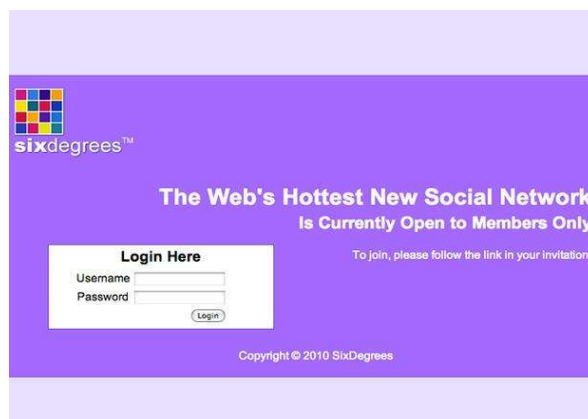 sixdegrees™
The Web's Hottest New Social Network
Is Currently Open to Members Only
Login Here
To join, please follow the link in your invitation
Username
Password
Login
Copyright © 2010 SixDegrees